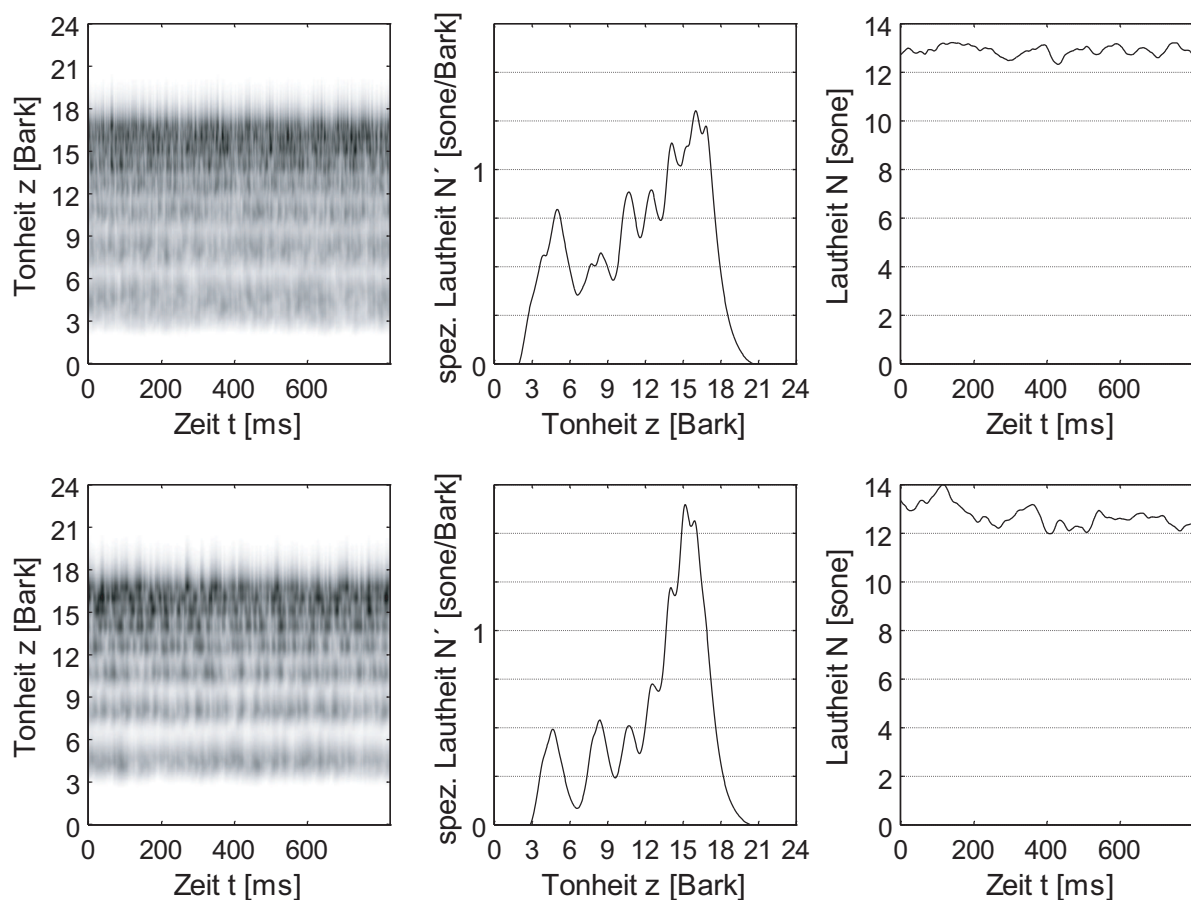 24
21
18
15
12
9
6
3
0
Tonheit z [Bark]
0 200 400 600
Zeit t [ms]
1
0
spez. Lautheit N´ [sone/Bark]
3 6 9 12 15 18 21 24
Tonheit z [Bark]
14
12
10
8
6
4
2
0
Lautheit N [sone]
0 200 400 600
Zeit t [ms]
24
21
18
15
12
9
6
3
0
Tonheit z [Bark]
0 200 400 600
Zeit t [ms]
1
0
spez. Lautheit N´ [sone/Bark]
3 6 9 12 15 18 21 24
Tonheit z [Bark]
14
12
10
8
6
4
2
0
Lautheit N [sone]
0 200 400 600
Zeit t [ms]